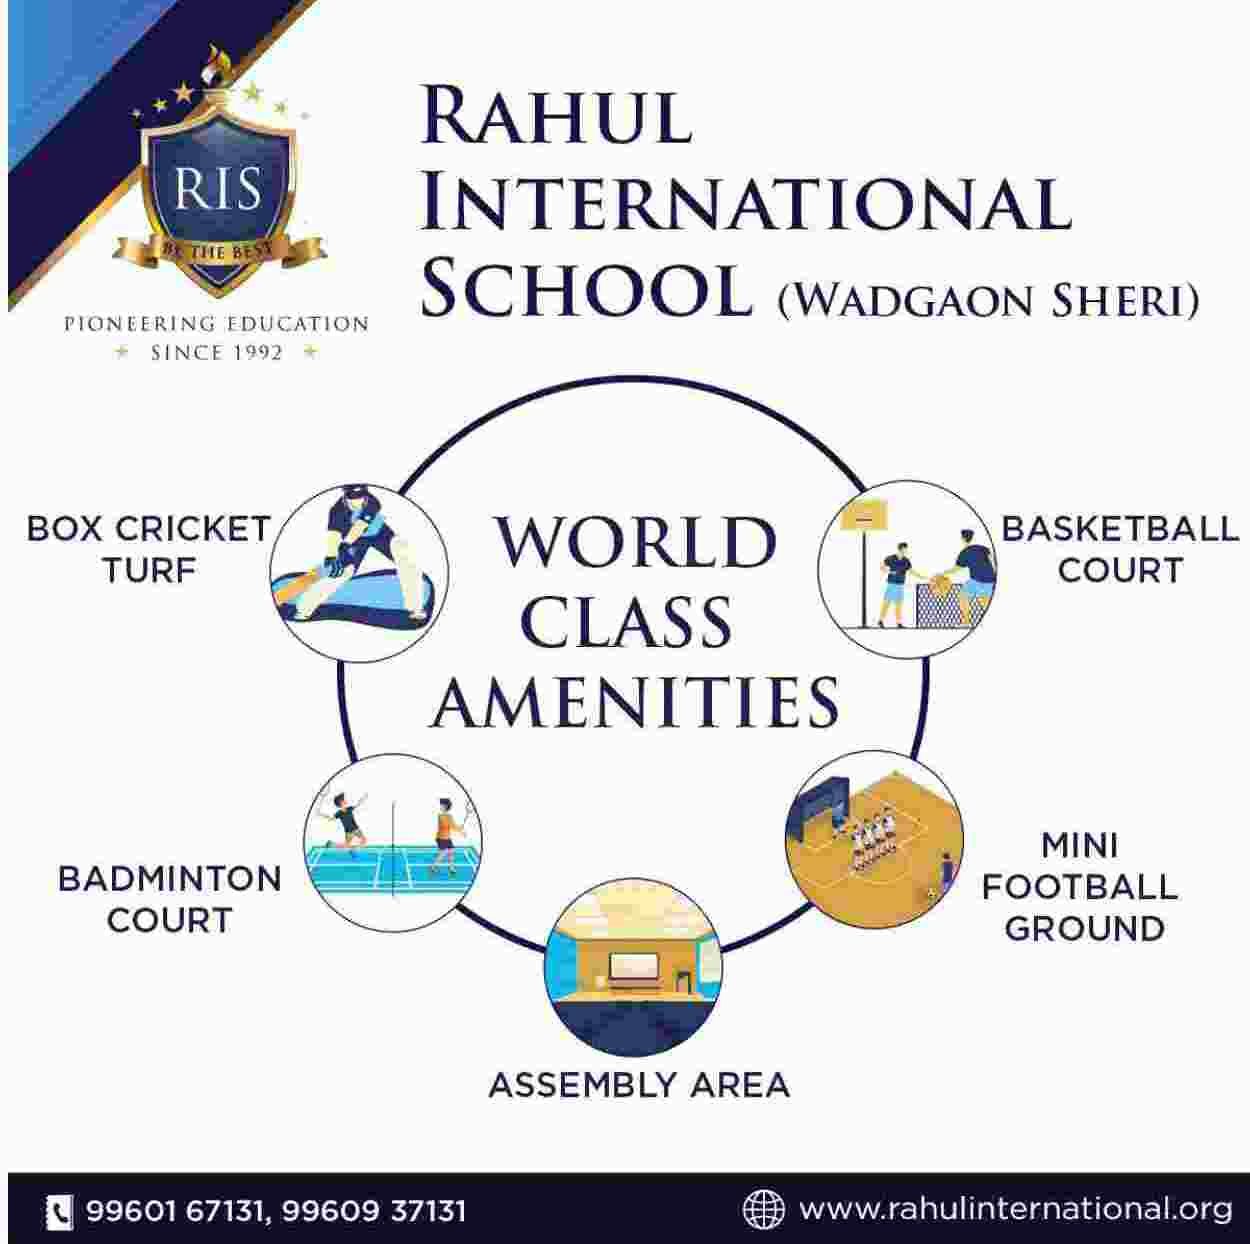 RIS
BE THE BEST
PIONEERING EDUCATION
SINCE 1992
RAHUL
INTERNATIONAL
SCHOOL (WADGAON SHERI)
WORLD
CLASS
AMENITIES
BOX CRICKET
TURF
BASKETBALL
COURT
BADMINTON
COURT
MINI
FOOTBALL
GROUND
ASSEMBLY AREA
99601 67131, 99609 37131
www.rahulinternational.org